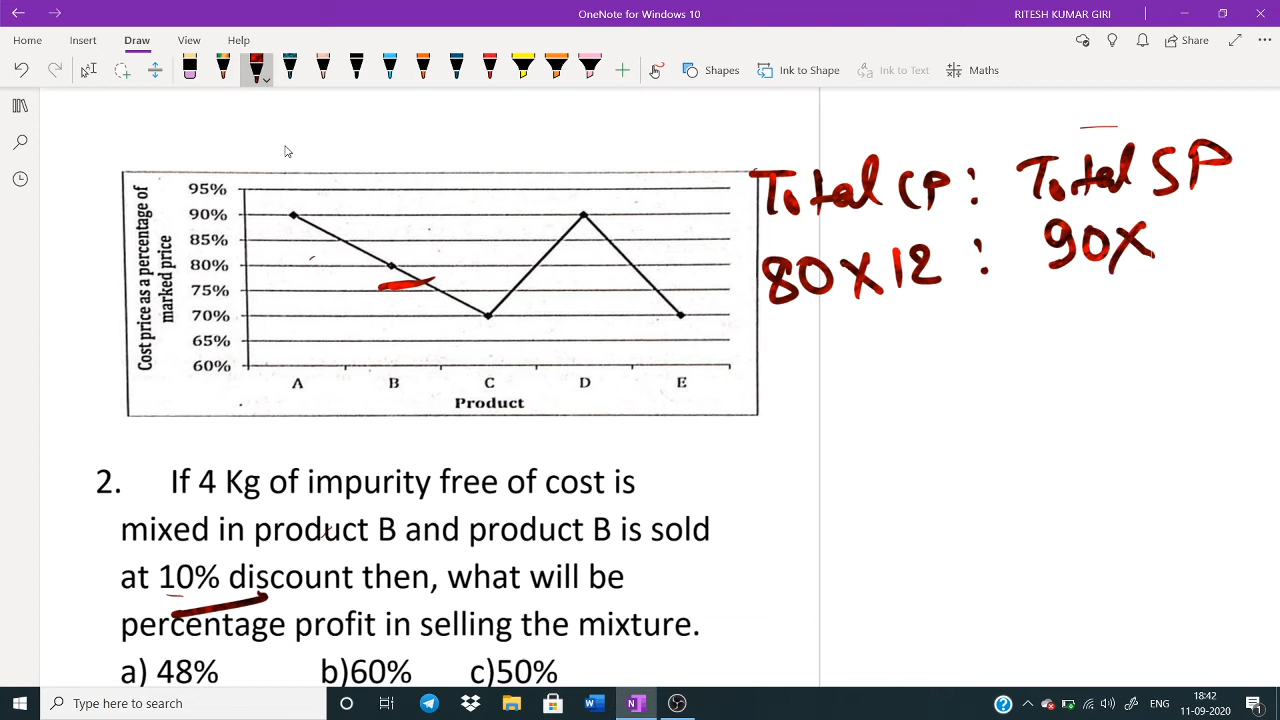 OneNote for Windows 10
RITESH KUMAR GIRI
Home Insert Draw View Help
Share
Shapes Ink to Shape Ink to Text Maths
Cost price as a percentage of
marked price
95%
90%
85%
80%
75%
70%
65%
60%
A B C D E
Product
Total CP : Total SP
80X12 : 90X
2. If 4 Kg of impurity free of cost is
mixed in product B and product B is sold
at 10% discount then, what will be
percentage profit in selling the mixture.
a) 48% b)60% c)50%
Type here to search
ENG
18:42
11-09-2020